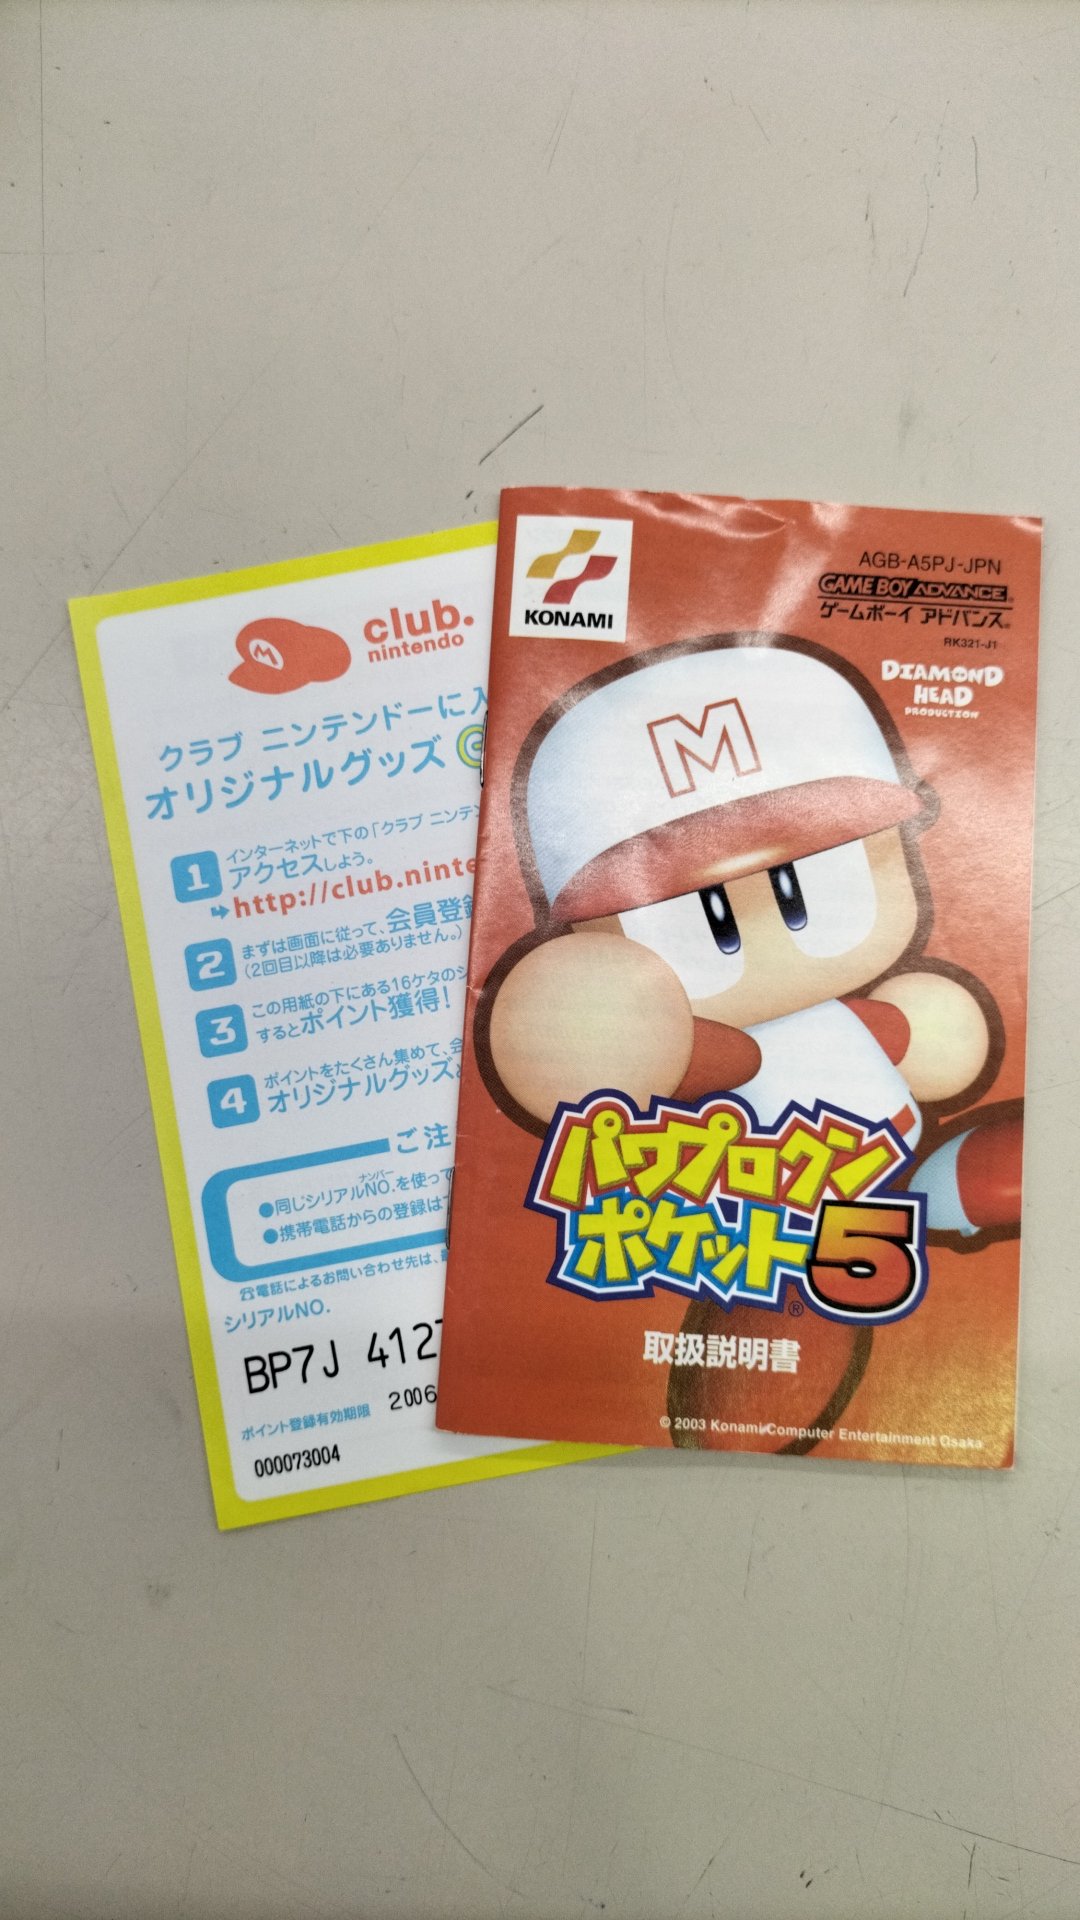 club.
nintendo
クラブ ニンテンドーに入
オリジナルグッズ
1
インターネットで下の「クラブ ニンテン
アクセスしよう。
http://club.ninte
2
まずは画面に従って、会員登録
(2回目以降は必要ありません。)
3
この用紙の下にある16ケタのシ
するとポイント獲得!
4
ポイントをたくさん集めて、会
オリジナルグッズ
ご注
ナンバー
●同じシリアルNO.を使って
●携帯電話からの登録は
電話によるお問い合わせ先は、
シリアルNO.
BP7J 412
2006
ポイント登録有効期限
000073004
KONAMI
AGB-A5PJ-JPN
GAME BOY ADVANCE
ゲームボーイ アドバンス®
RK321-J1
DIAMOND
HEAD
PRODUCTION
M
パワプロクン
ポケット5
®
取扱説明書
© 2003 Konami Computer Entertainment Osaka